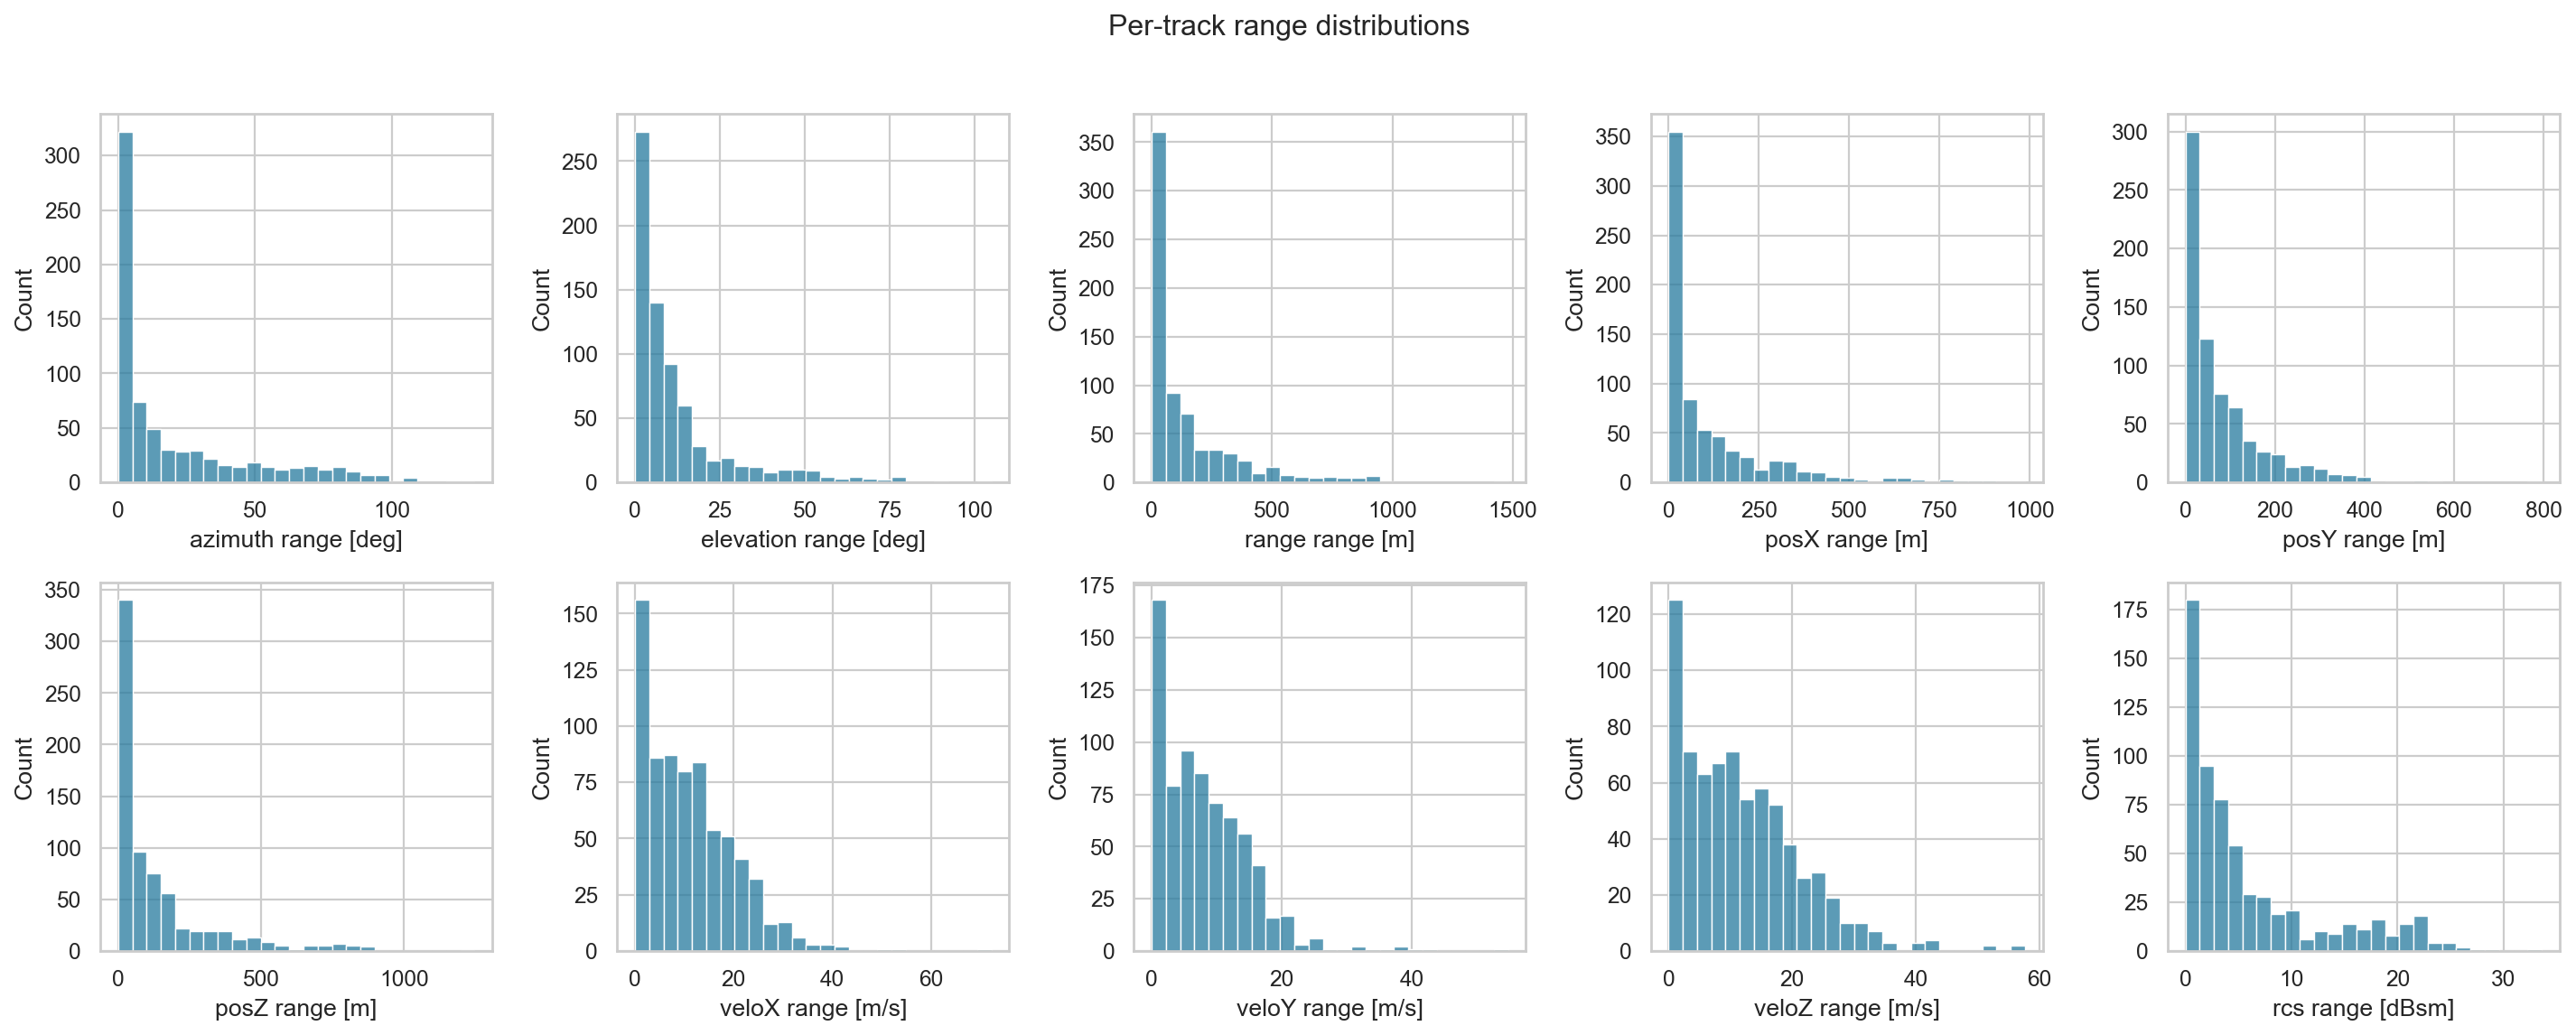 Per-track range distributions
300
250
200
150
100
50
0
Count
0 50 100
azimuth range [deg]
250
200
150
100
50
0
Count
0 25 50 75 100
elevation range [deg]
350
300
250
200
150
100
50
0
Count
0 500 1000 1500
range range [m]
350
300
250
200
150
100
50
0
Count
0 250 500 750 1000
posX range [m]
300
250
200
150
100
50
0
Count
0 200 400 600 800
posY range [m]
350
300
250
200
150
100
50
0
Count
0 500 1000
posZ range [m]
150
125
100
75
50
25
0
Count
0 20 40 60
veloX range [m/s]
175
150
125
100
75
50
25
0
Count
0 20 40
veloY range [m/s]
120
100
80
60
40
20
0
Count
0 20 40 60
veloZ range [m/s]
175
150
125
100
75
50
25
0
Count
0 10 20 30
rcs range [dBsm]